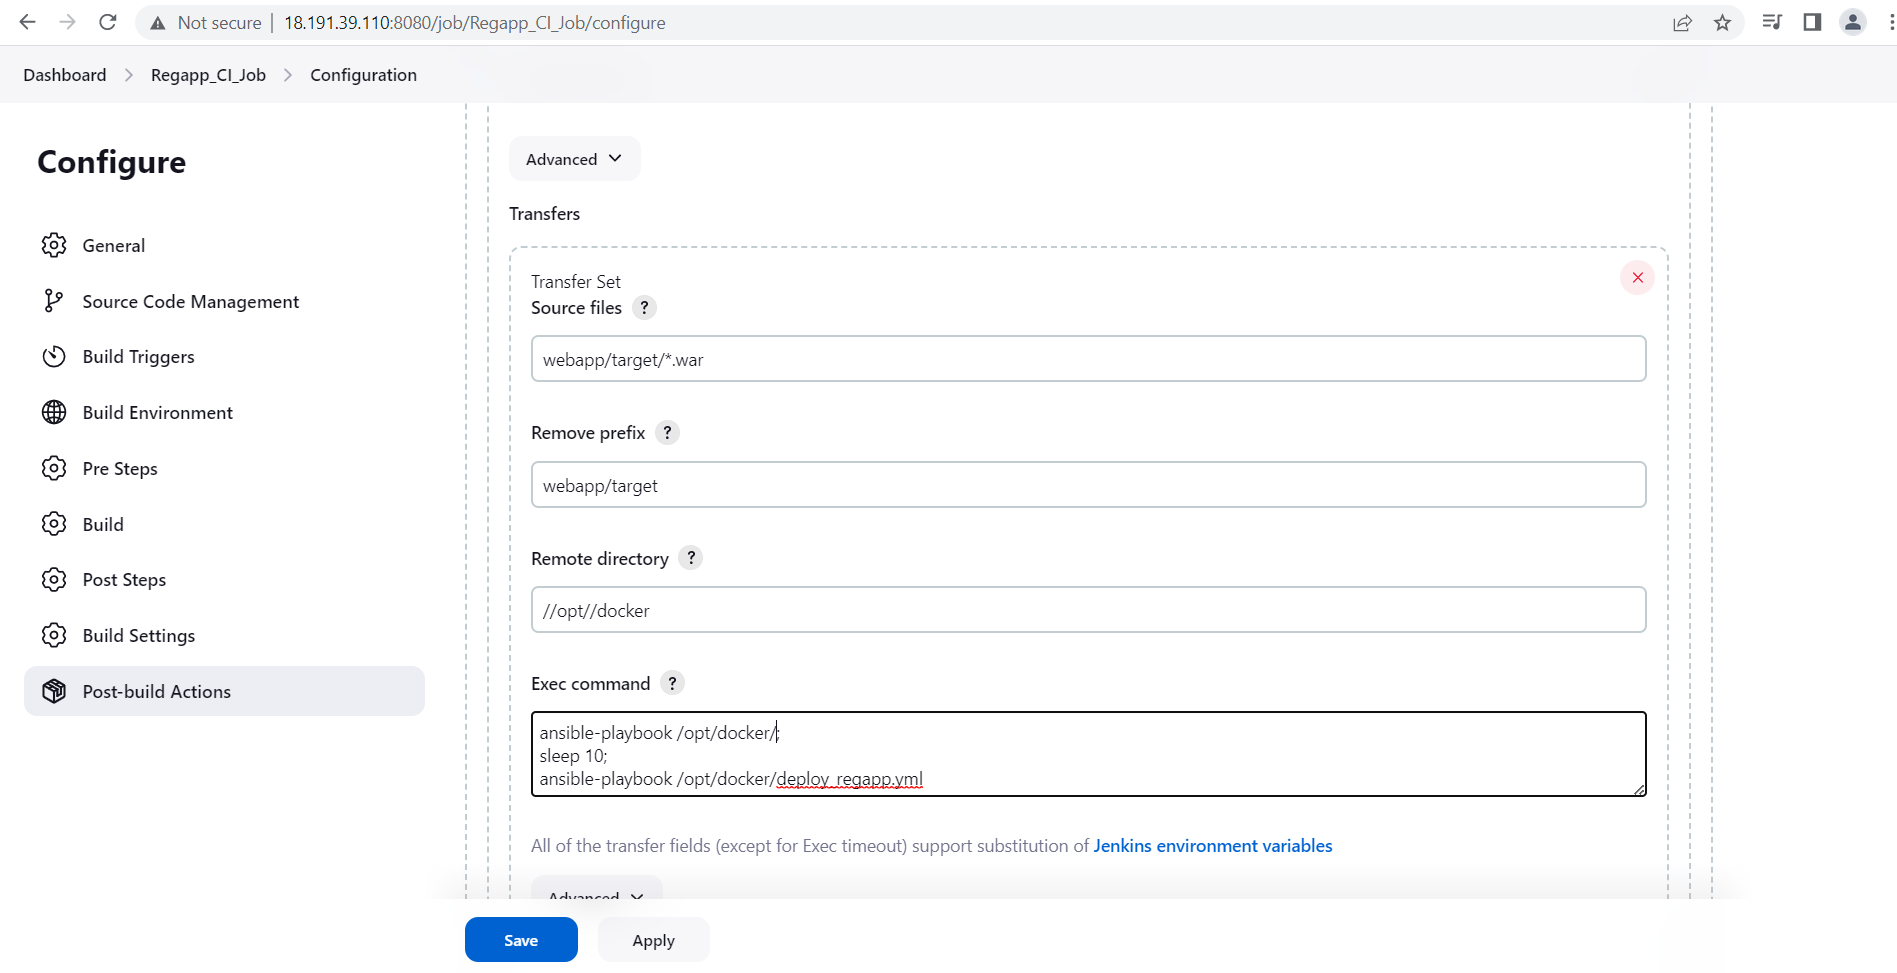 Not secure | 18.191.39.110:8080/job/Regapp_CI_Job/configure
Dashboard > Regapp_CI_Job > Configuration
Configure
General
Source Code Management
Build Triggers
Build Environment
Pre Steps
Build
Post Steps
Build Settings
Post-build Actions
Advanced
Transfers
Transfer Set
Source files ?
webapp/target/*.war
Remove prefix ?
webapp/target
Remote directory ?
//opt//docker
Exec command ?
ansible-playbook /opt/docker/;
sleep 10;
ansible-playbook /opt/docker/deploy_regapp.yml
All of the transfer fields (except for Exec timeout) support substitution of Jenkins environment variables
Advanced
Save
Apply